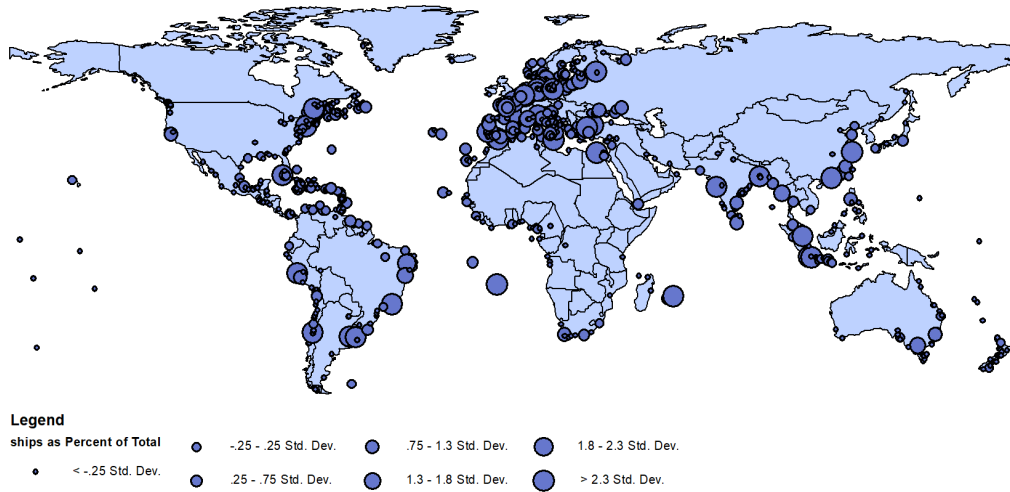 Legend
ships as Percent of Total
< -.25 Std. Dev.
-.25 - .25 Std. Dev.
.25 - .75 Std. Dev.
.75 - 1.3 Std. Dev.
1.3 - 1.8 Std. Dev.
1.8 - 2.3 Std. Dev.
> 2.3 Std. Dev.